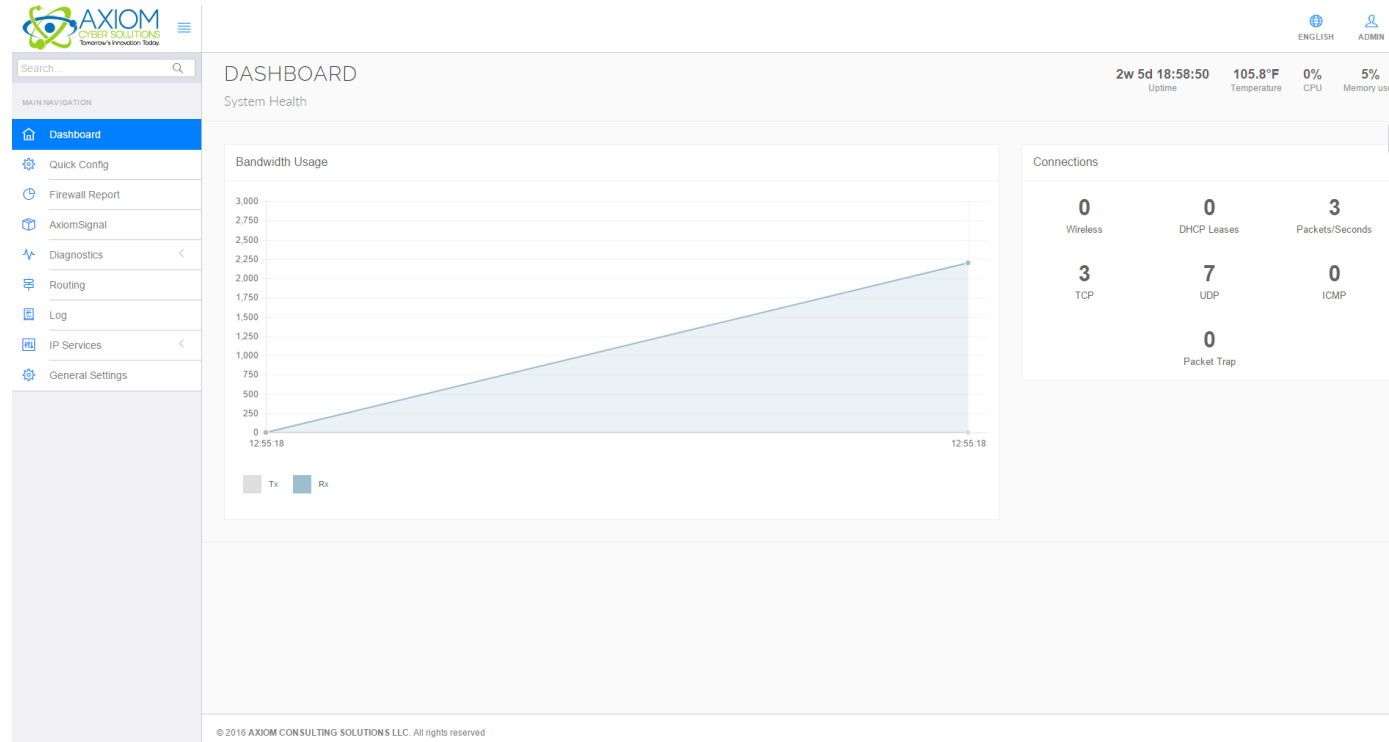 AXIOM
CYBER SOLUTIONS
Tomorrow's Innovation Today.
ENGLISH
ADMIN
Search...
MAIN NAVIGATION
Dashboard
Quick Config
Firewall Report
AxiomSignal
Diagnostics
Routing
Log
IP Services
General Settings
DASHBOARD
System Health
2w 5d 18:58:50
Uptime
105.8°F
Temperature
0%
CPU
5%
Memory use
Bandwidth Usage
3,000
2,750
2,500
2,250
2,000
1,750
1,500
1,250
1,000
750
500
250
0
12:55:18
12:55:18
Tx
Rx
Connections
0
Wireless
0
DHCP Leases
3
Packets/Seconds
3
TCP
7
UDP
0
ICMP
0
Packet Trap
© 2016 AXIOM CONSULTING SOLUTIONS LLC. All rights reserved